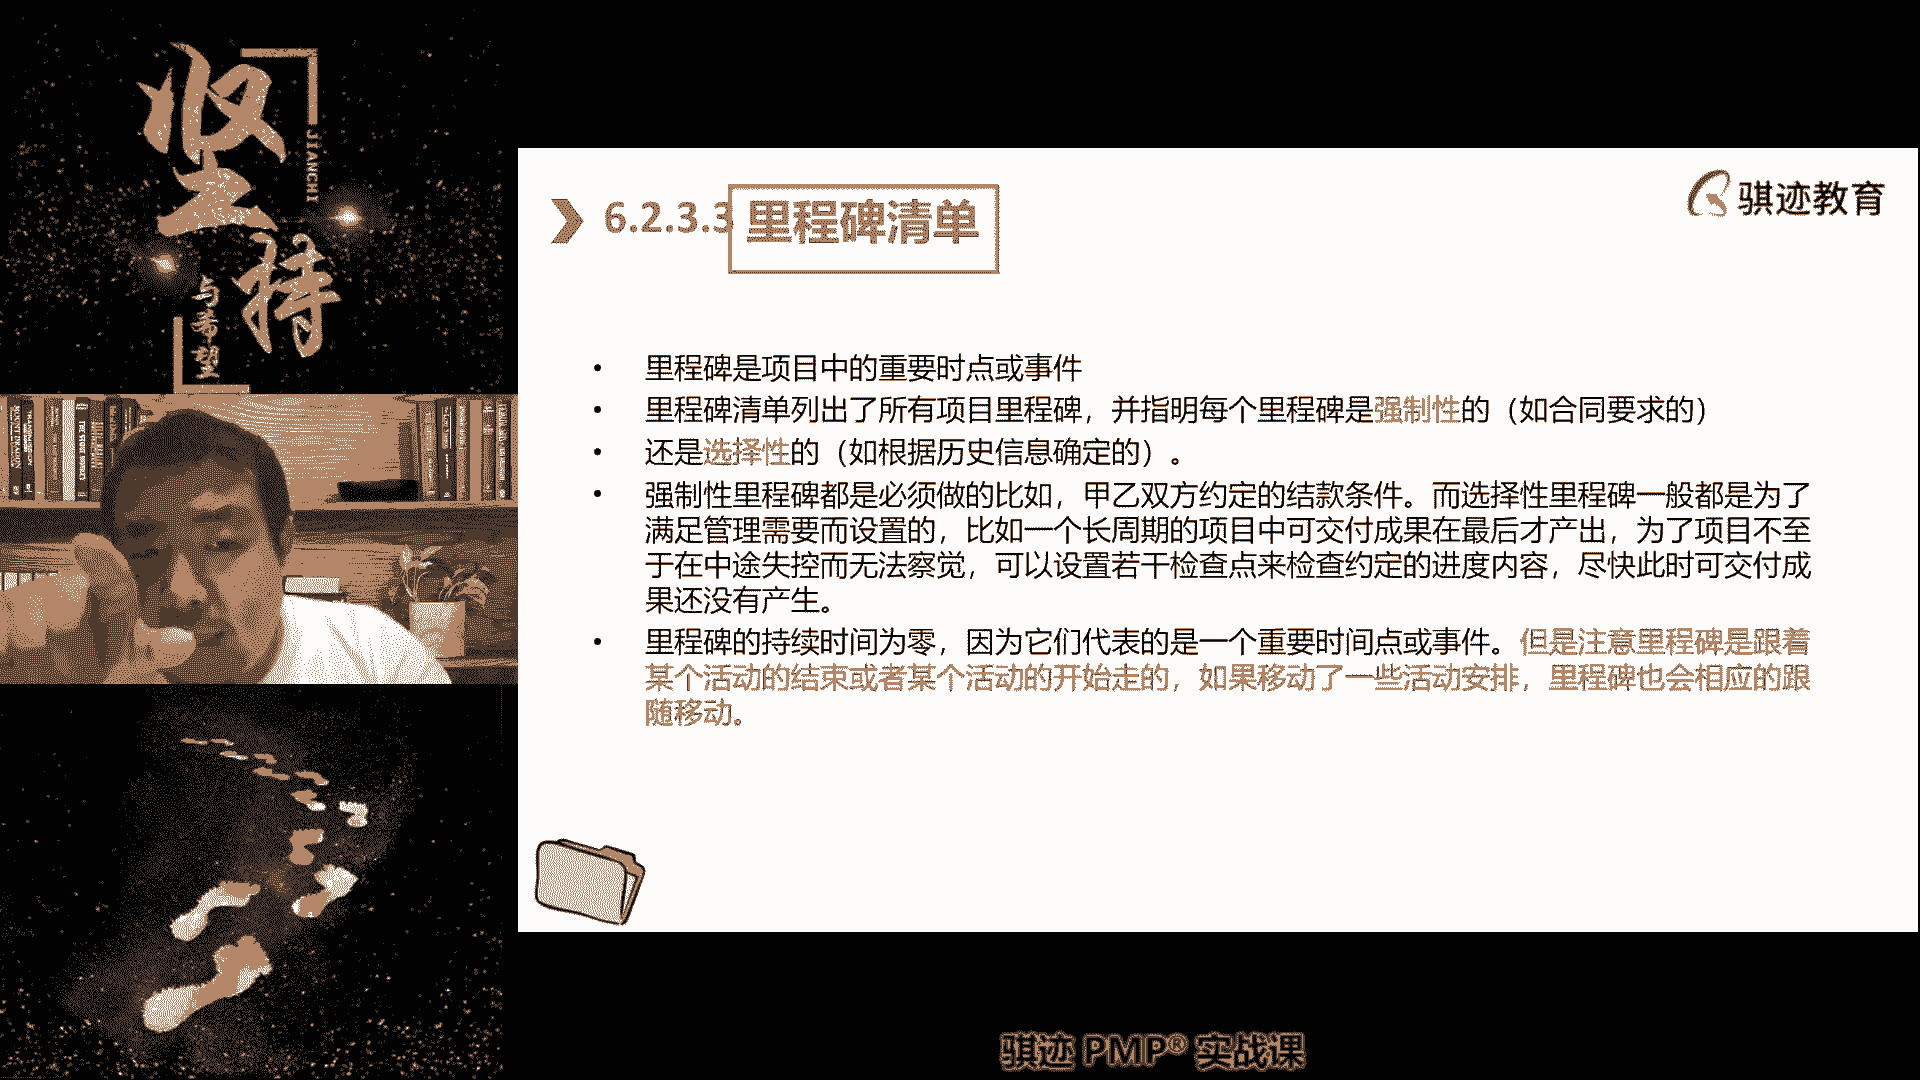 坚持
JIANCHI
与希望
骐迹教育
6.2.3.3 里程碑清单
• 里程碑是项目中的重要时点或事件
• 里程碑清单列出了所有项目里程碑，并指明每个里程碑是强制性的（如合同要求的）
• 还是选择性的（如根据历史信息确定的）。
• 强制性里程碑都是必须做的比如，甲乙双方约定的结款条件。而选择性里程碑一般都是为了
满足管理需要而设置的，比如一个长周期的项目中可交付成果在最后才产出，为了项目不至
于在中途失控而无法察觉，可以设置若干检查点来检查约定的进度内容，尽快此时可交付成
果还没有产生。
• 里程碑的持续时间为零，因为它们代表的是一个重要时间点或事件。但是注意里程碑是跟着
某个活动的结束或者某个活动的开始走的，如果移动了一些活动安排，里程碑也会相应的跟
随移动。
骐迹 PMP® 实战课